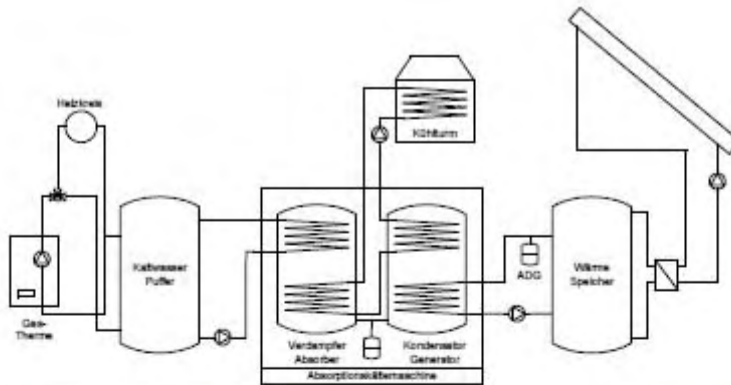 Heizkreis
Kühlturm
Kaltwasser
Puffer
ADG
Wärme
Speicher
Gas-
Therme
Verdampfer
Absorber
Kondensator
Generator
Absorptionskältemaschine